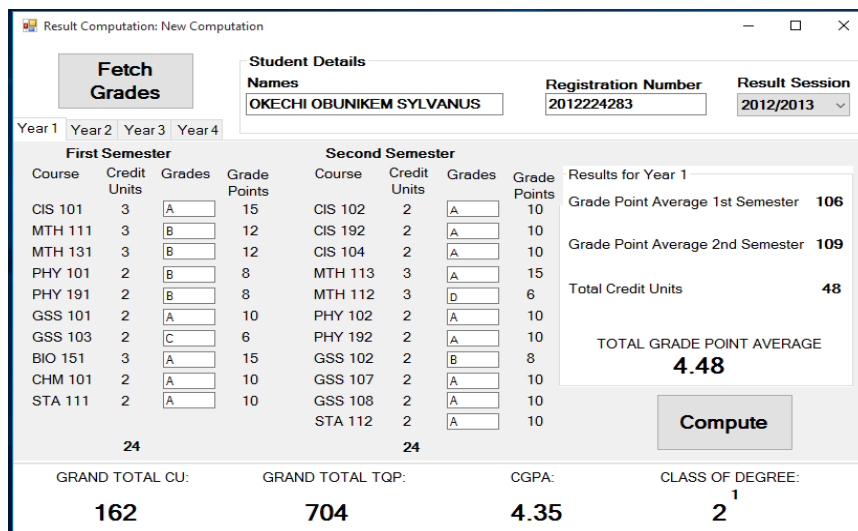 Result Computation: New Computation
Fetch
Grades
Student Details
Names
Registration Number
Result Session
OKECHI OBUNIKEM SYLVANUS
2012224283
2012/2013
Year 1 Year 2 Year 3 Year 4
First Semester
Second Semester
Course Credit Units Grades Grade Points
Course Credit Units Grades Grade Points
CIS 101 3 A 15 CIS 102 2 A 10
MTH 111 3 B 12 CIS 192 2 A 10
MTH 131 3 B 12 CIS 104 2 A 10
PHY 101 2 B 8 MTH 113 3 A 15
PHY 191 2 B 8 MTH 112 3 D 6
GSS 101 2 A 10 PHY 102 2 A 10
GSS 103 2 C 6 PHY 192 2 A 10
BIO 151 3 A 15 GSS 102 2 B 8
CHM 101 2 A 10 GSS 107 2 A 10
STA 111 2 A 10 GSS 108 2 A 10
STA 112 2 A 10
24 24
Results for Year 1
Grade Point Average 1st Semester 106
Grade Point Average 2nd Semester 109
Total Credit Units 48
TOTAL GRADE POINT AVERAGE
4.48
Compute
GRAND TOTAL CU: GRAND TOTAL TQP: CGPA: CLASS OF DEGREE:
162 704 4.35 2 1